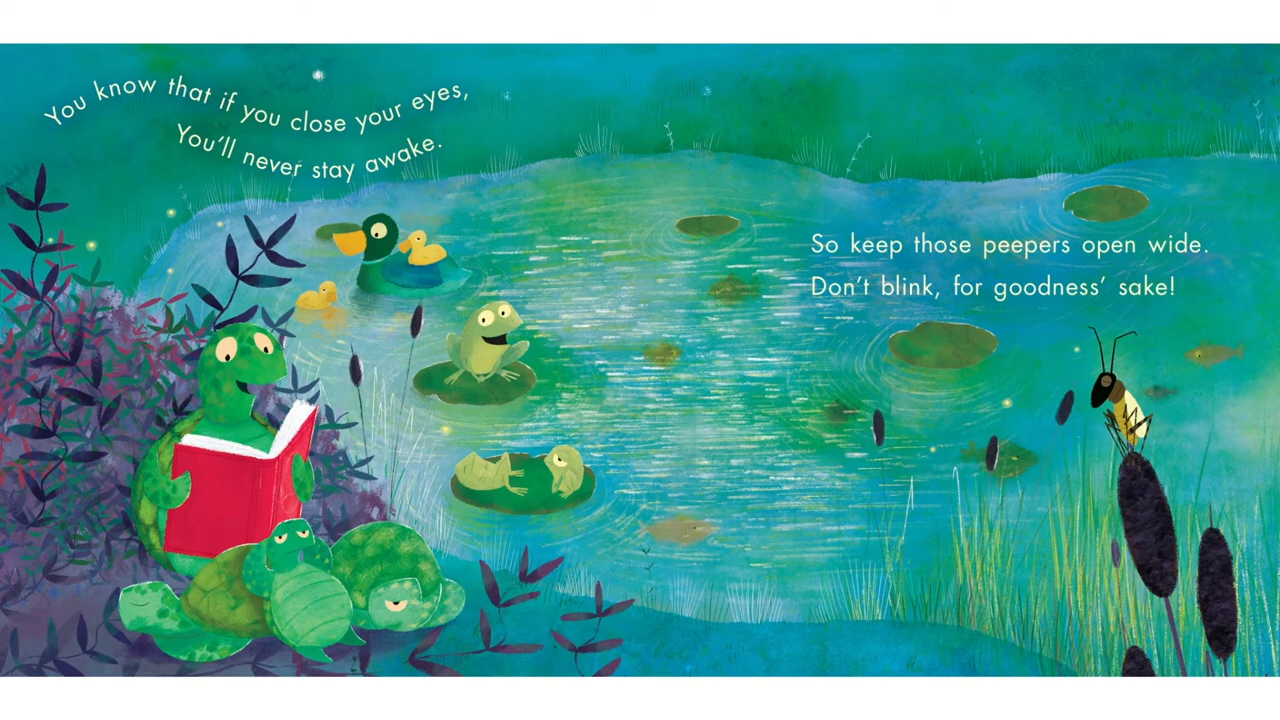 You know that if you close your eyes,
You'll never stay awake.
So keep those peepers open wide.
Don't blink, for goodness' sake!